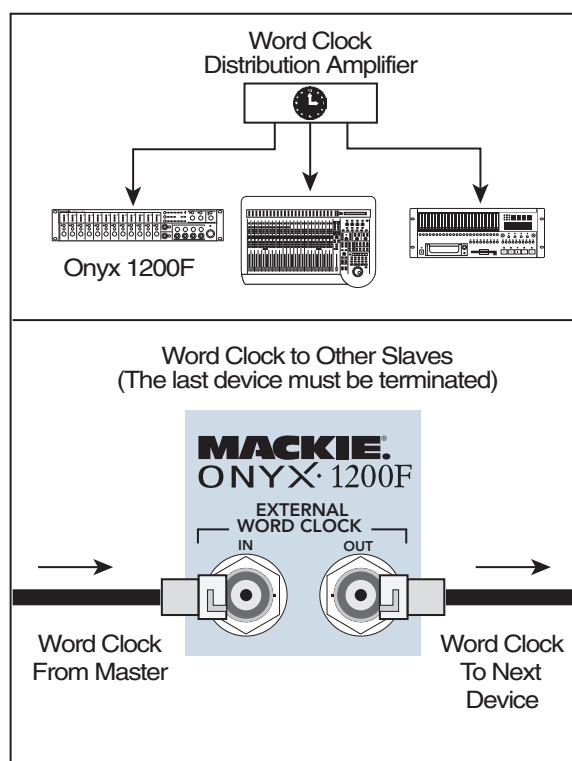 Word Clock
Distribution Amplifier
Onyx 1200F
Word Clock to Other Slaves
(The last device must be terminated)
MACKIE®.
ONYX· 1200F
EXTERNAL
WORD CLOCK
IN OUT
Word Clock
From Master
Word Clock
To Next
Device